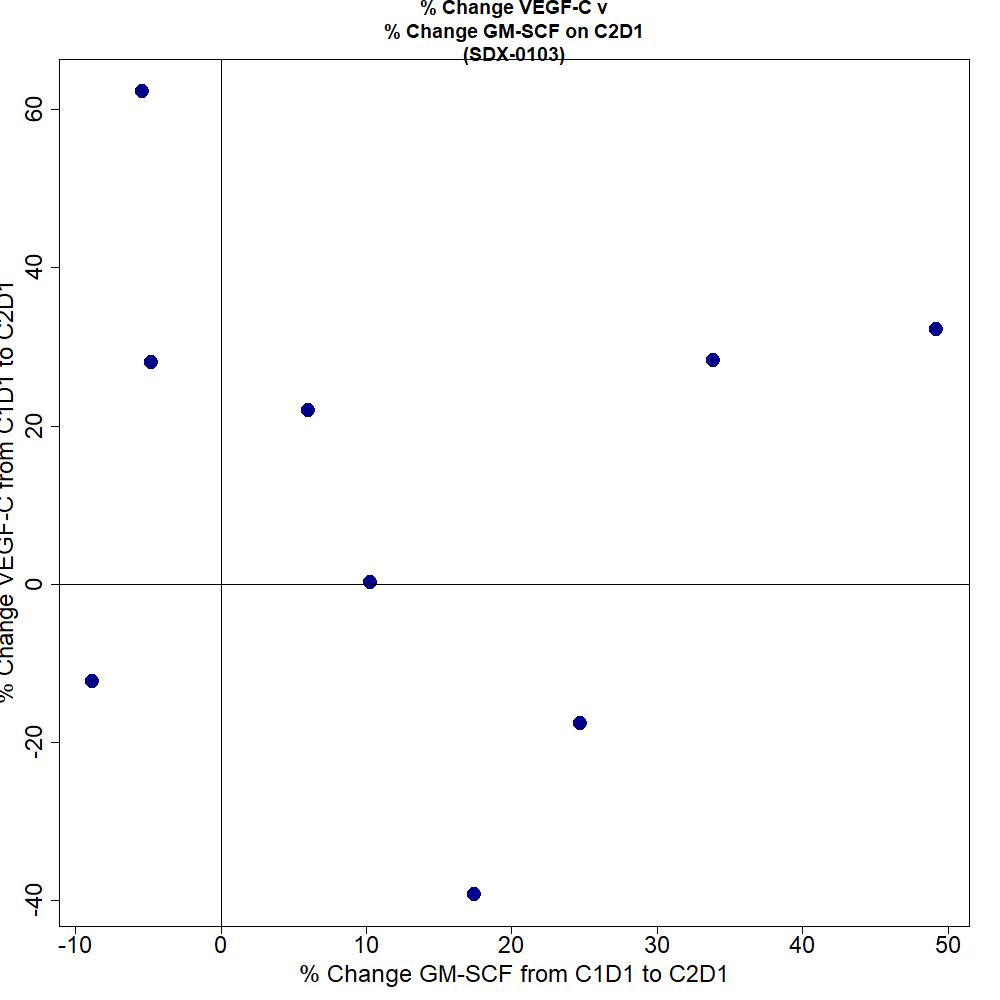 % Change VEGF-C v
% Change GM-SCF on C2D1
(SDX-0103)
% Change VEGF-C from C1D1 to C2D1
60
40
20
0
-20
-40
-10
0
10
20
30
40
50
% Change GM-SCF from C1D1 to C2D1